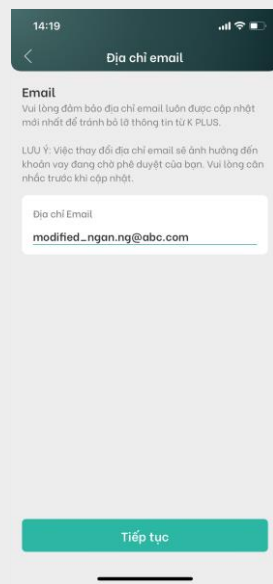 14:19
Địa chỉ email
Email
Vui lòng đảm bảo địa chỉ email luôn được cập nhật
mới nhất để tránh bỏ lỡ thông tin từ K PLUS.
LƯU Ý: Việc thay đổi địa chỉ email sẽ ảnh hưởng đến
khoản vay đang chờ phê duyệt của bạn. Vui lòng cân
nhắc trước khi cập nhật.
Địa chỉ Email
modified_ngan.ng@abc.com
Tiếp tục